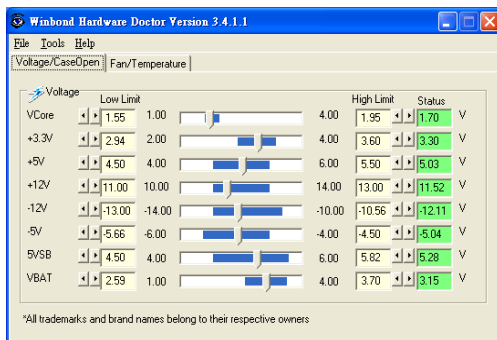 Winbond Hardware Doctor Version 3.4.1.1
File Tools Help
Voltage/CaseOpen Fan/Temperature
Voltage Low Limit High Limit Status
VCore 1.55 1.00 4.00 1.95 1.70 V
+3.3V 2.94 2.00 4.00 3.60 3.30 V
+5V 4.50 4.00 6.00 5.50 5.03 V
+12V 11.00 10.00 14.00 13.00 11.52 V
-12V -13.00 -14.00 -10.00 -10.56 -12.11 V
-5V -5.66 -6.00 -4.00 -4.50 -5.04 V
5VSB 4.50 4.00 6.00 5.82 5.28 V
VBAT 2.59 1.00 4.00 3.70 3.15 V
*All trademarks and brand names belong to their respective owners